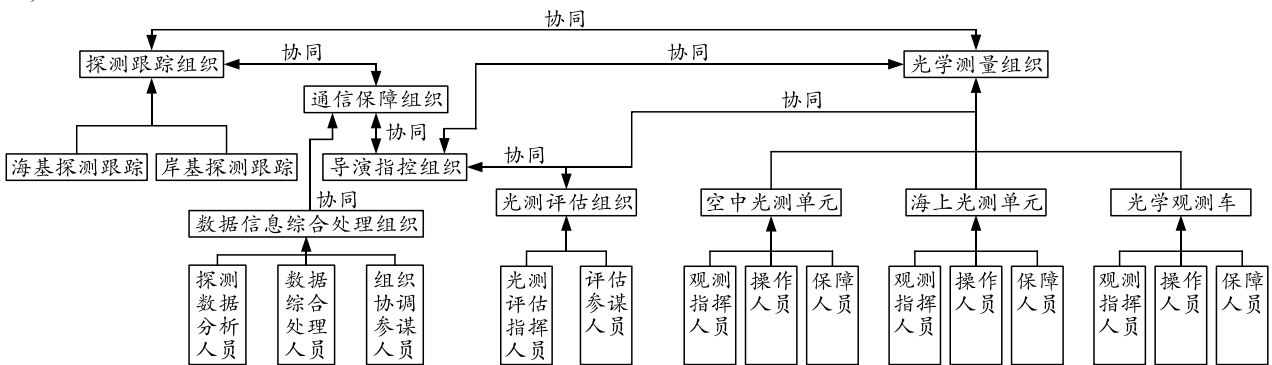 协同
探测跟踪组织
协同
光学测量组织
通信保障组织
协同
协同
海基探测跟踪
岸基探测跟踪
导演指控组织
协同
协同
数据信息综合处理组织
光测评估组织
空中光测单元
海上光测单元
光学观测车
探测
数据
分析
人员
数据
综合
处理
人员
组织
协调
参谋
人员
光测
评估
指挥
人员
评估
参谋
人员
观测
指挥
人员
操作
人员
保障
人员
观测
指挥
人员
操作
人员
保障
人员
观测
指挥
人员
操作
人员
保障
人员